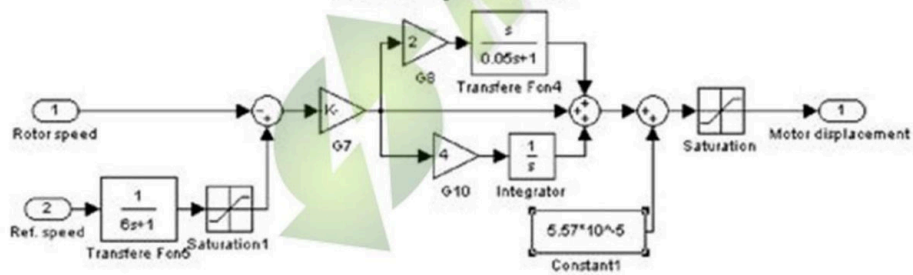 2
s
0.05s+1
G8
Transfere Fcn4
1
Rotor speed
K-
G7
4
G10
1
s
Integrator
Saturation
1
Motor displacement
2
Ref. speed
1
6s+1
Transfere Fcn5
Saturation1
5.57*10^-5
Constant1